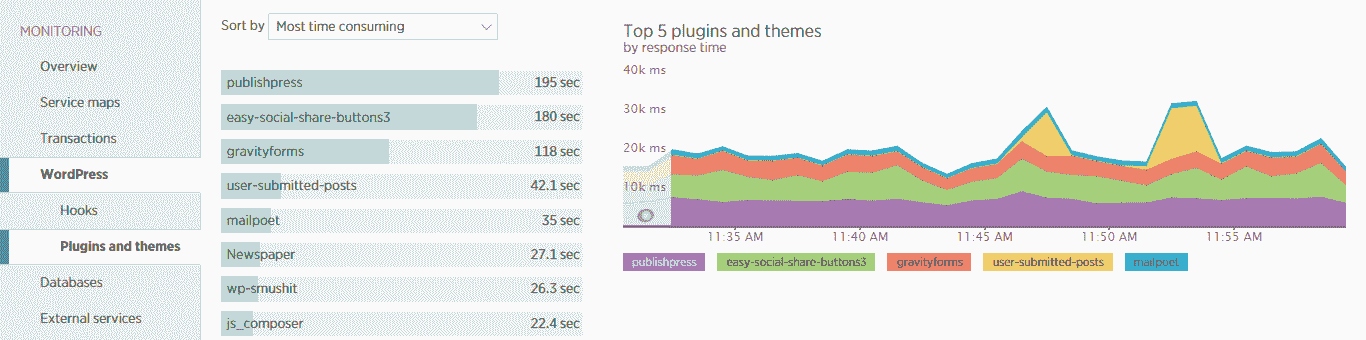 MONITORING
Overview
Service maps
Transactions
WordPress
Hooks
Plugins and themes
Databases
External services
Sort by Most time consuming
publishpress 195 sec
easy-social-share-buttons3 180 sec
gravityforms 118 sec
user-submitted-posts 42.1 sec
mailpoet 35 sec
Newspaper 27.1 sec
wp-smushit 26.3 sec
js_composer 22.4 sec
Top 5 plugins and themes
by response time
40k ms
30k ms
20k ms
10k ms
11:35 AM 11:40 AM 11:45 AM 11:50 AM 11:55 AM
publishpress easy-social-share-buttons3 gravityforms user-submitted-posts mailpoet